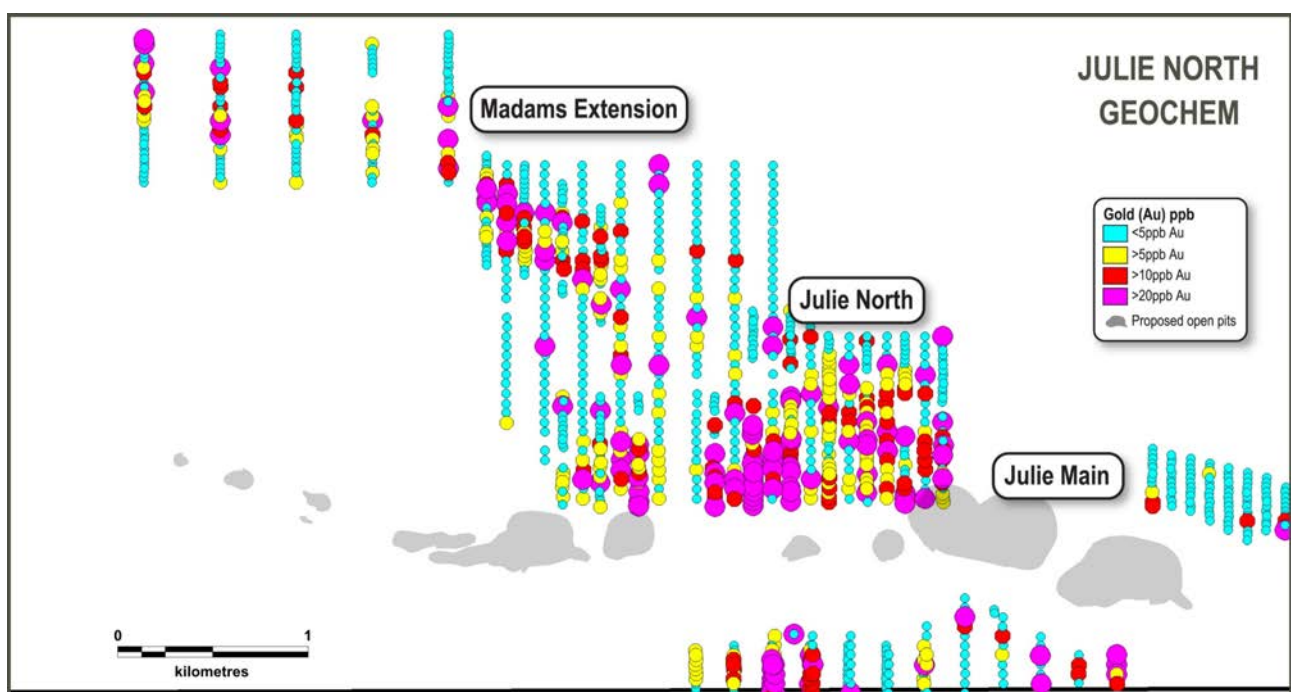 JULIE NORTH
GEOCHEM
Madams Extension
Gold (Au) ppb
<5ppb Au
>5ppb Au
>10ppb Au
>20ppb Au
Proposed open pits
Julie North
Julie Main
0 1
kilometres